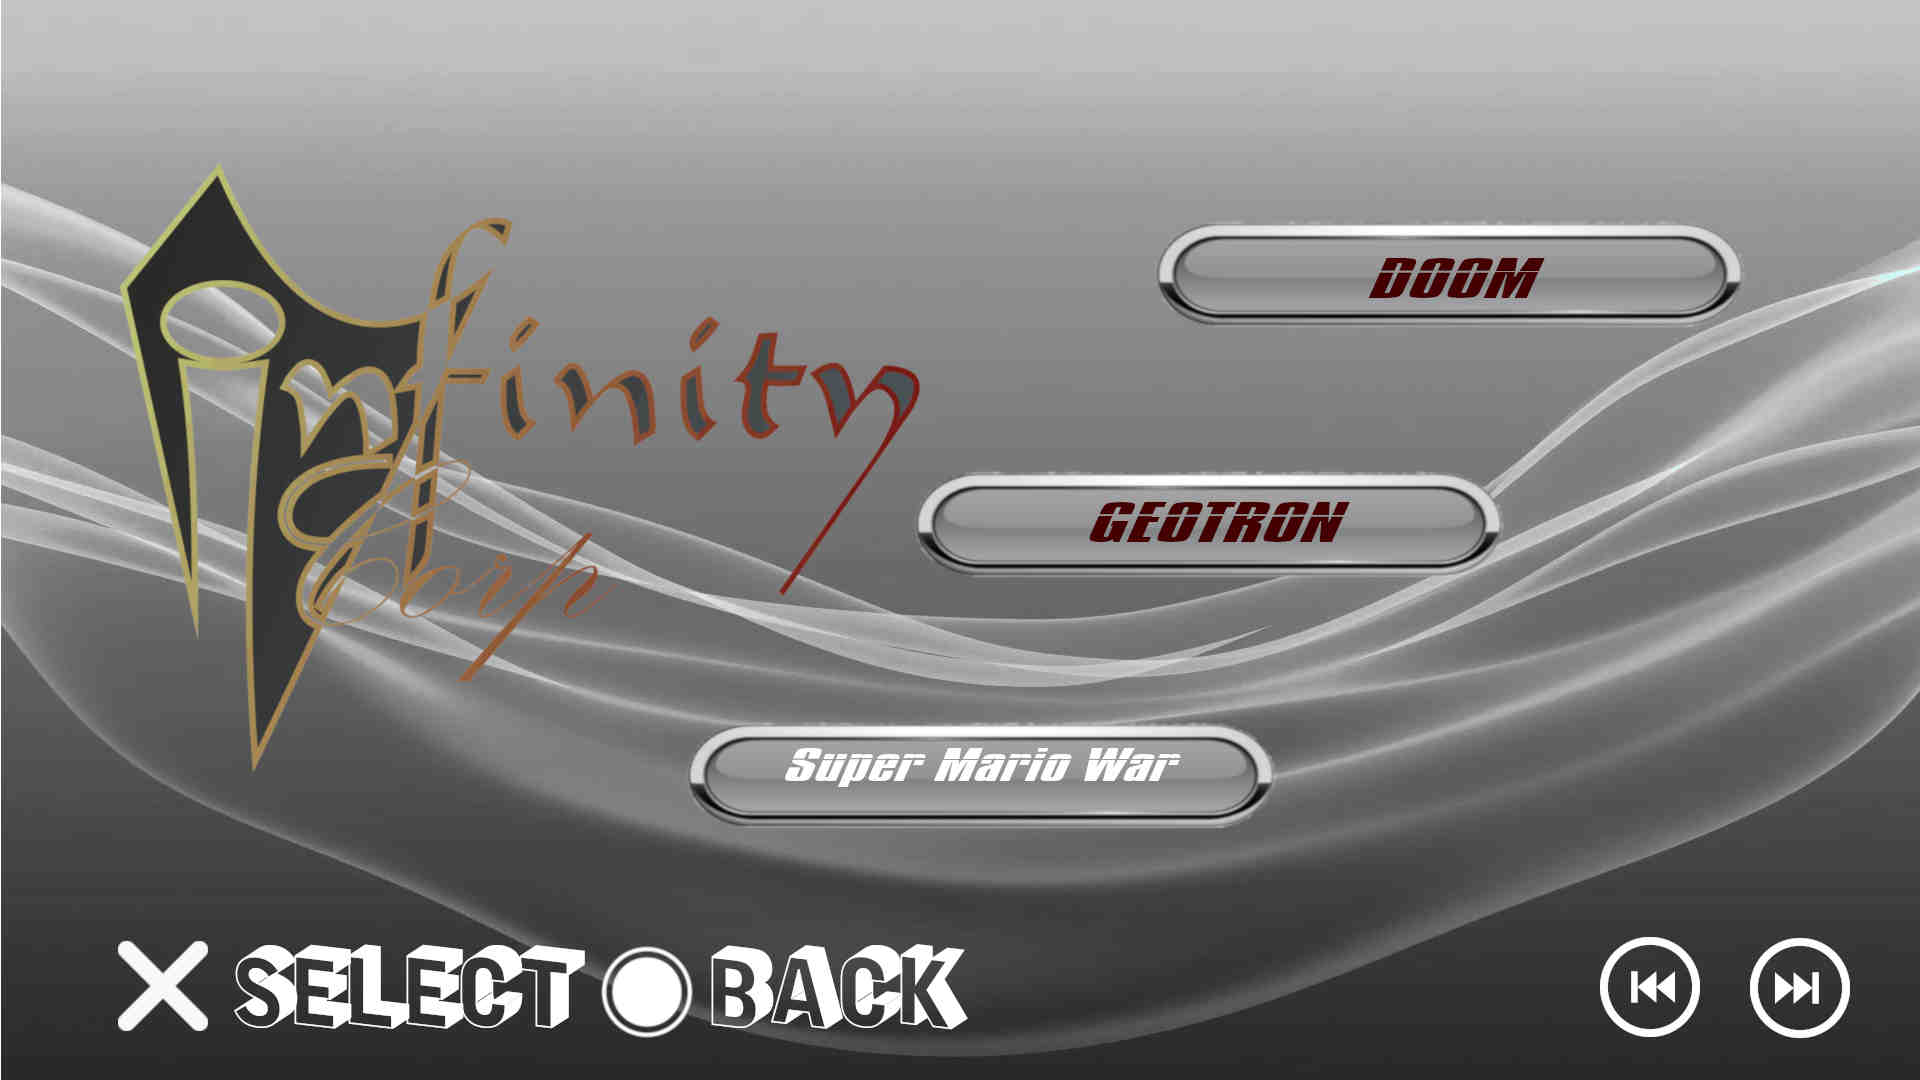 infinity
Corp
DOOM
GEOTRON
Super Mario War
SELECT BACK